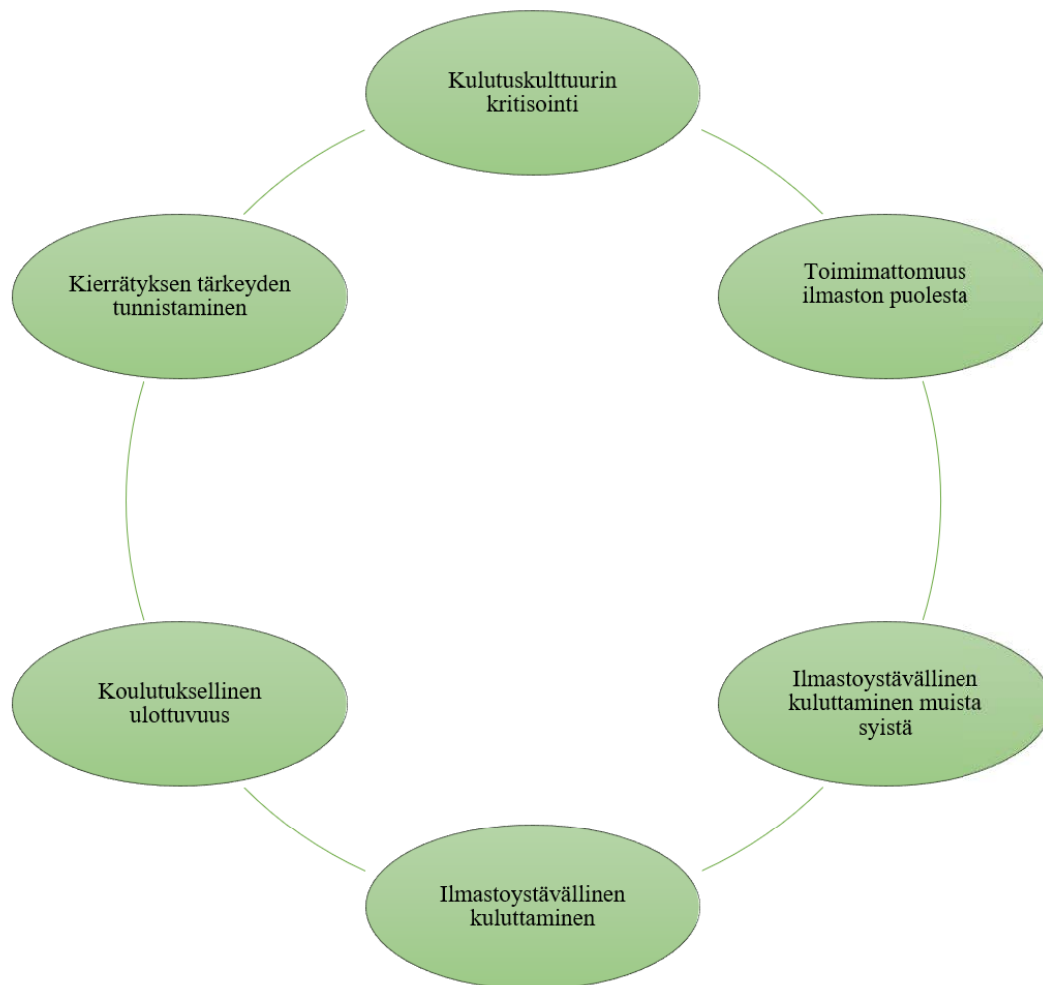 Kulutuskulttuurin
kritisointi
Toimimattomuus
ilmaston puolesta
Ilmastoystävällinen
kuluttaminen muista
syistä
Ilmastoystävällinen
kuluttaminen
Koulutuksellinen
ulottuvuus
Kierrätyksen tärkeyden
tunnistaminen